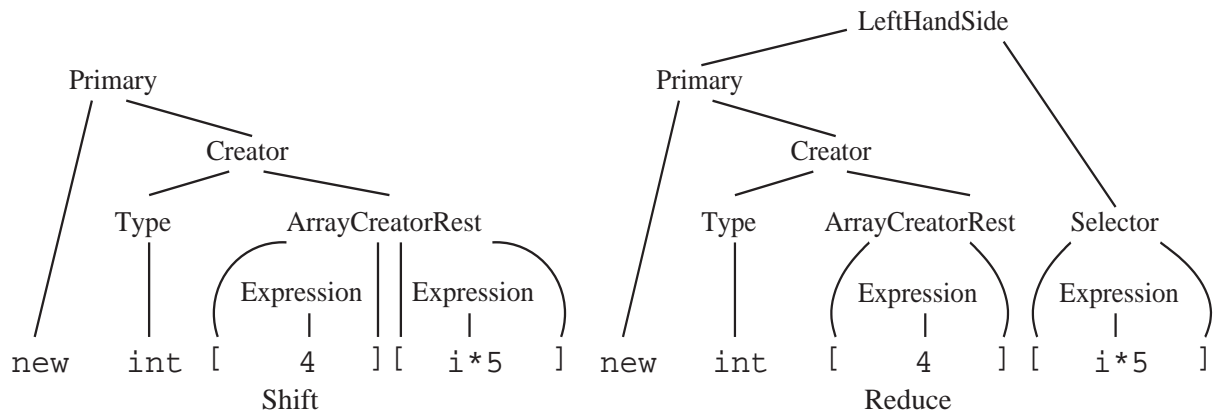 LeftHandSide
Primary Primary
Creator Creator
Type ArrayCreatorRest Type ArrayCreatorRest Selector
Expression Expression Expression Expression
new int [ 4 ] [ i*5 ] new int [ 4 ] [ i*5 ]
Shift Reduce